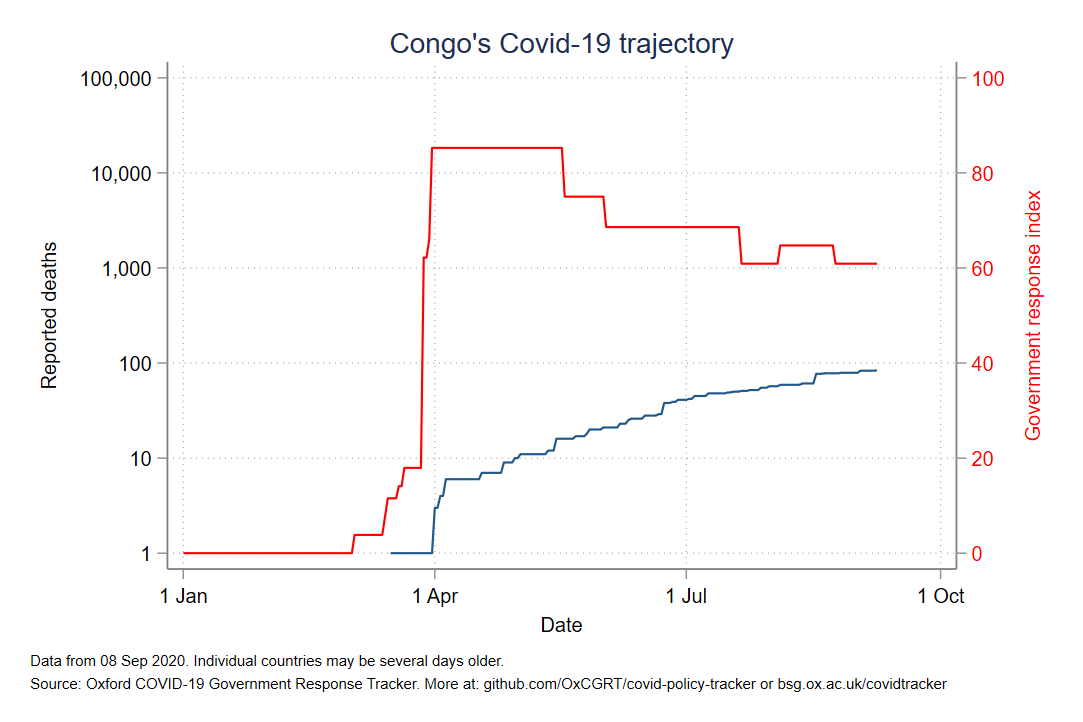 Congo's Covid-19 trajectory
100,000
10,000
1,000
100
10
1
Reported deaths
100
80
60
40
20
0
Government response index
1 Jan
1 Apr
1 Jul
1 Oct
Date
Data from 08 Sep 2020. Individual countries may be several days older.
Source: Oxford COVID-19 Government Response Tracker. More at: github.com/OxCGRT/covid-policy-tracker or bsg.ox.ac.uk/covidtracker